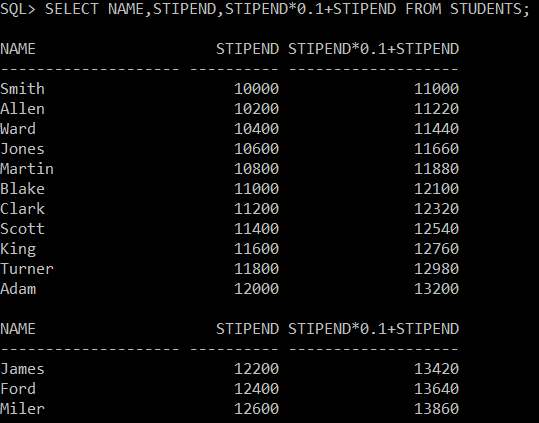 SQL> SELECT NAME,STIPEND,STIPEND*0.1+STIPEND FROM STUDENTS;
NAME                    STIPEND STIPEND*0.1+STIPEND
-------------------- ---------- -------------------
Smith                     10000               11000
Allen                     10200               11220
Ward                      10400               11440
Jones                     10600               11660
Martin                    10800               11880
Blake                     11000               12100
Clark                     11200               12320
Scott                     11400               12540
King                      11600               12760
Turner                    11800               12980
Adam                      12000               13200
NAME                    STIPEND STIPEND*0.1+STIPEND
-------------------- ---------- -------------------
James                     12200               13420
Ford                      12400               13640
Miler                     12600               13860